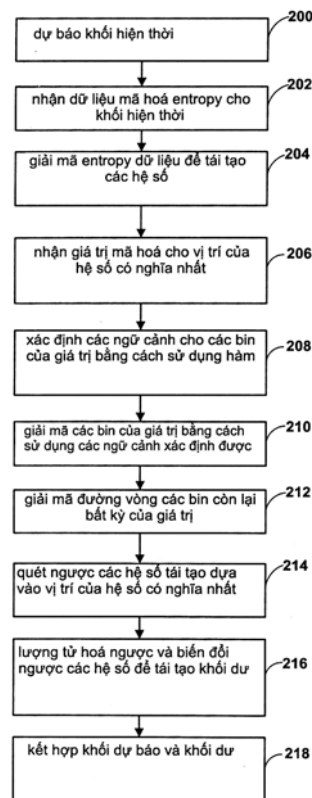 200
dự báo khối hiện thời
202
nhận dữ liệu mã hoá entropy cho
khối hiện thời
204
giải mã entropy dữ liệu để tái tạo
các hệ số
206
nhận giá trị mã hoá cho vị trí của
hệ số có nghĩa nhất
208
xác định các ngữ cảnh cho các bin
của giá trị bằng cách sử dụng hàm
210
giải mã các bin của giá trị bằng cách
sử dụng các ngữ cảnh xác định được
212
giải mã đường vòng các bin còn lại
bất kỳ của giá trị
214
quét ngược các hệ số tái tạo dựa
vào vị trí của hệ số có nghĩa nhất
216
lượng tử hoá ngược và biến đổi
ngược các hệ số để tái tạo khối dư
218
kết hợp khối dự báo và khối dư